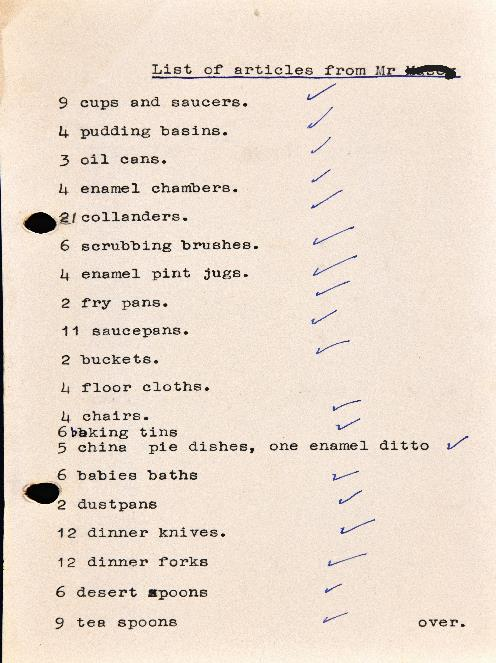 List of articles from Mr
9 cups and saucers.
4 pudding basins.
3 oil cans.
4 enamel chambers.
2/ collanders.
6 scrubbing brushes.
4 enamel pint jugs.
2 fry pans.
11 saucepans.
2 buckets.
4 floor cloths.
4 chairs.
6 baking tins
5 china pie dishes, one enamel ditto
6 babies baths
2 dustpans
12 dinner knives.
12 dinner forks
6 desert spoons
9 tea spoons over.